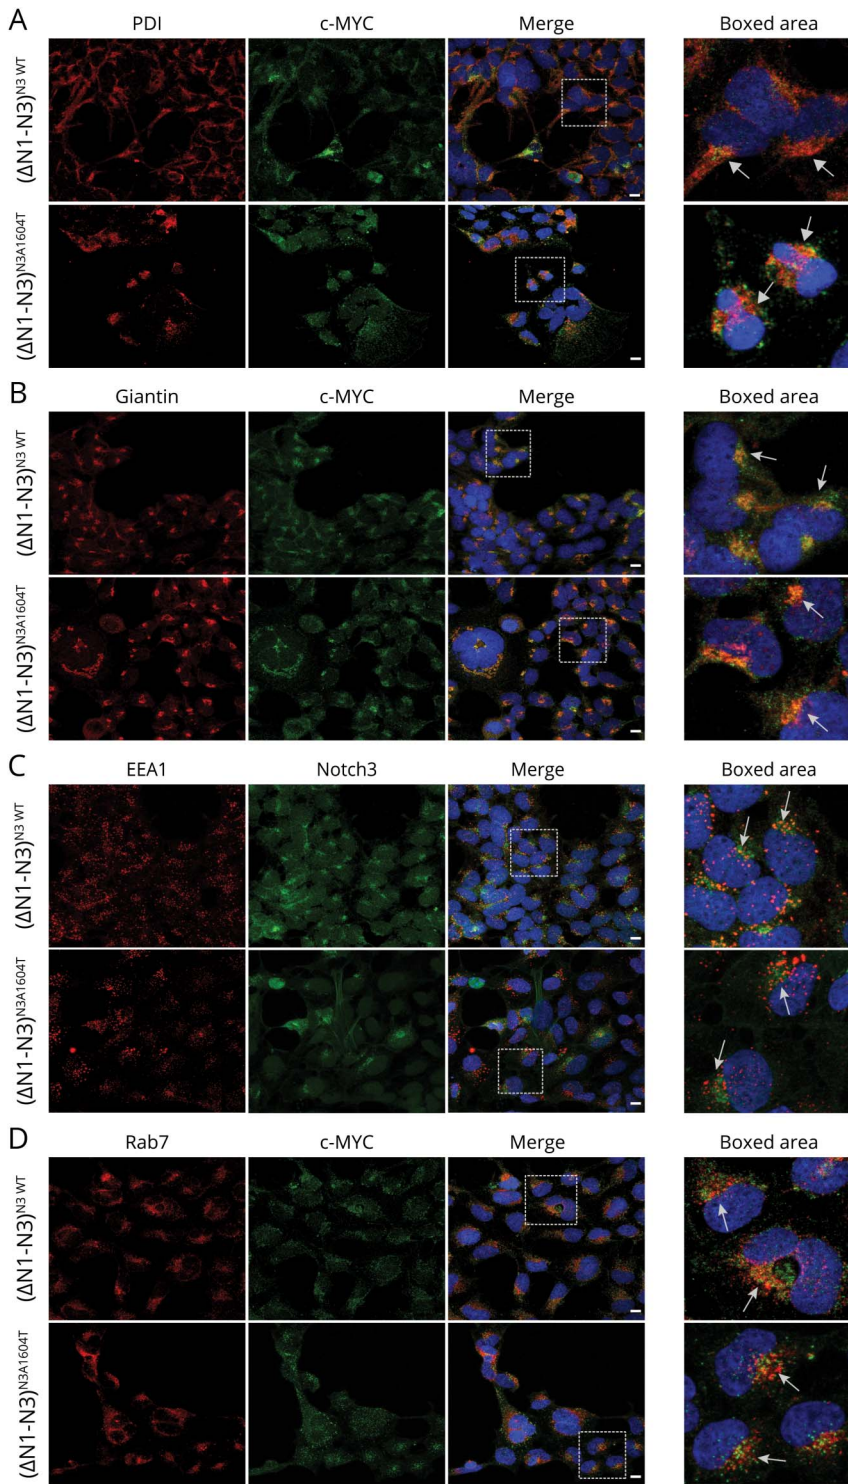 A
PDI c-MYC Merge Boxed area
(ΔN1-N3)ᴺ³ ᵂᵀ
(ΔN1-N3)ᴺ³ᴬ¹⁶⁰⁴ᵀ
B
Giantin c-MYC Merge Boxed area
(ΔN1-N3)ᴺ³ ᵂᵀ
(ΔN1-N3)ᴺ³ᴬ¹⁶⁰⁴ᵀ
C
EEA1 Notch3 Merge Boxed area
(ΔN1-N3)ᴺ³ ᵂᵀ
(ΔN1-N3)ᴺ³ᴬ¹⁶⁰⁴ᵀ
D
Rab7 c-MYC Merge Boxed area
(ΔN1-N3)ᴺ³ ᵂᵀ
(ΔN1-N3)ᴺ³ᴬ¹⁶⁰⁴ᵀ